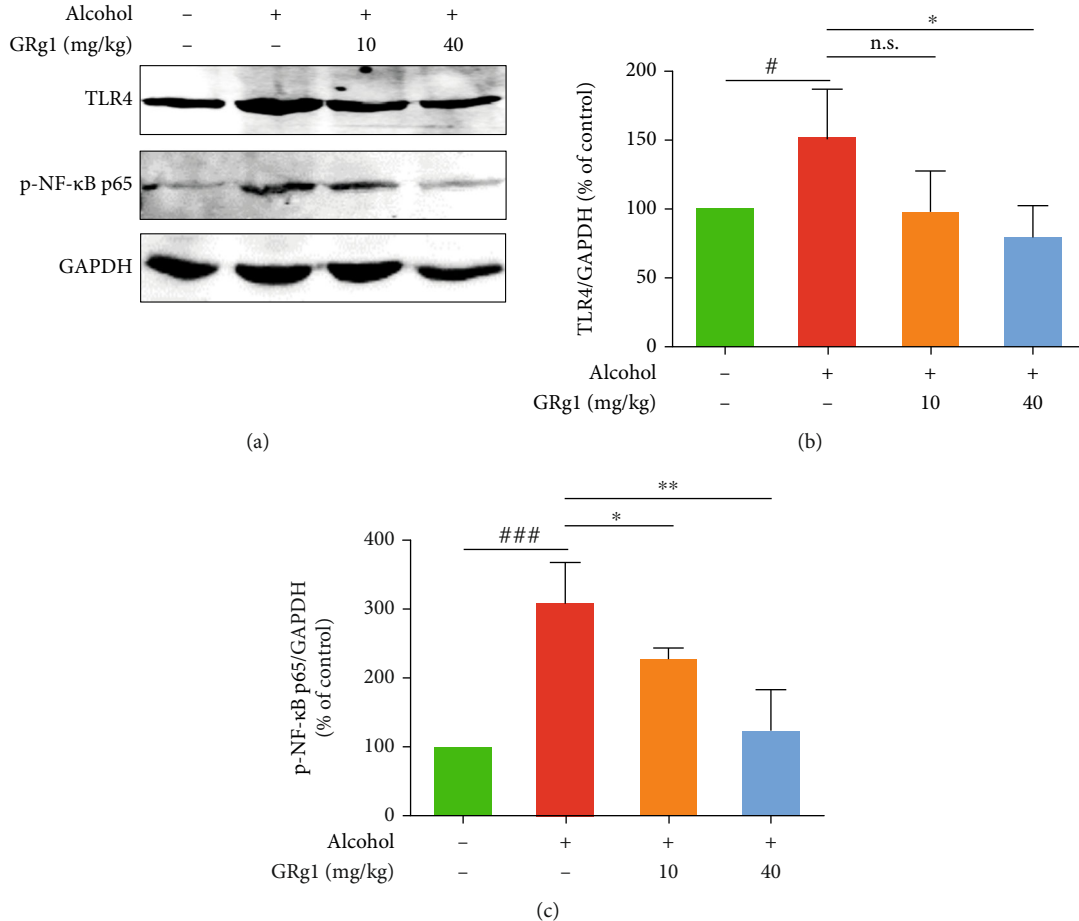 Alcohol – + + +
GRg1 (mg/kg) – – 10 40
TLR4
p-NF-κB p65
GAPDH
(a)
*
n.s.
#
200
150
100
50
0
TLR4/GAPDH (% of control)
Alcohol – + + +
GRg1 (mg/kg) – – 10 40
(b)
**
*
###
400
300
200
100
0
p-NF-κB p65/GAPDH
(% of control)
Alcohol – + + +
GRg1 (mg/kg) – – 10 40
(c)